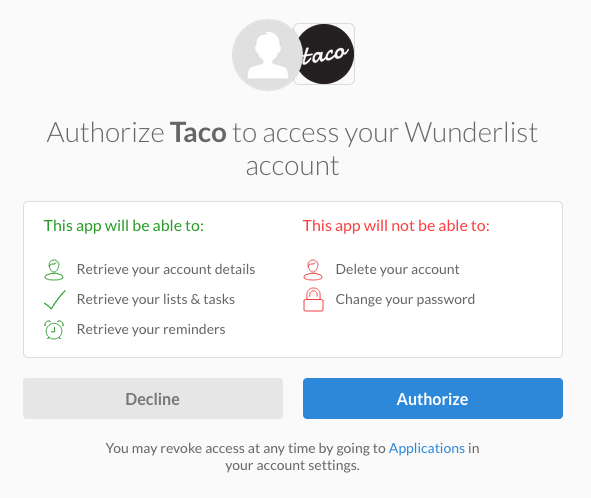 taco
Authorize Taco to access your Wunderlist
account
This app will be able to:
Retrieve your account details
Retrieve your lists & tasks
Retrieve your reminders
This app will not be able to:
Delete your account
Change your password
Decline
Authorize
You may revoke access at any time by going to Applications in
your account settings.